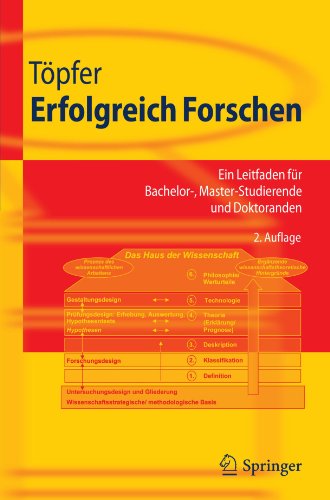 Töpfer
Erfolgreich Forschen
Ein Leitfaden für
Bachelor-, Master-Studierende
und Doktoranden
2. Auflage
Das Haus der Wissenschaft
Prozess des
wissenschaftlichen
Arbeitens
6. Philosophie/
Werturteile
Ergänzende
wissenschaftstheoretische
Hintergründe
Gestaltungsdesign
5. Technologie
Prüfungsdesign: Erhebung, Auswertung,
Hypothesentests
Hypothesen
4. Theorie
(Erklärung/
Prognose)
3. Deskription
Forschungsdesign
2. Klassifikation
1. Definition
Untersuchungsdesign und Gliederung
Wissenschaftsstrategische/ methodologische Basis
Springer